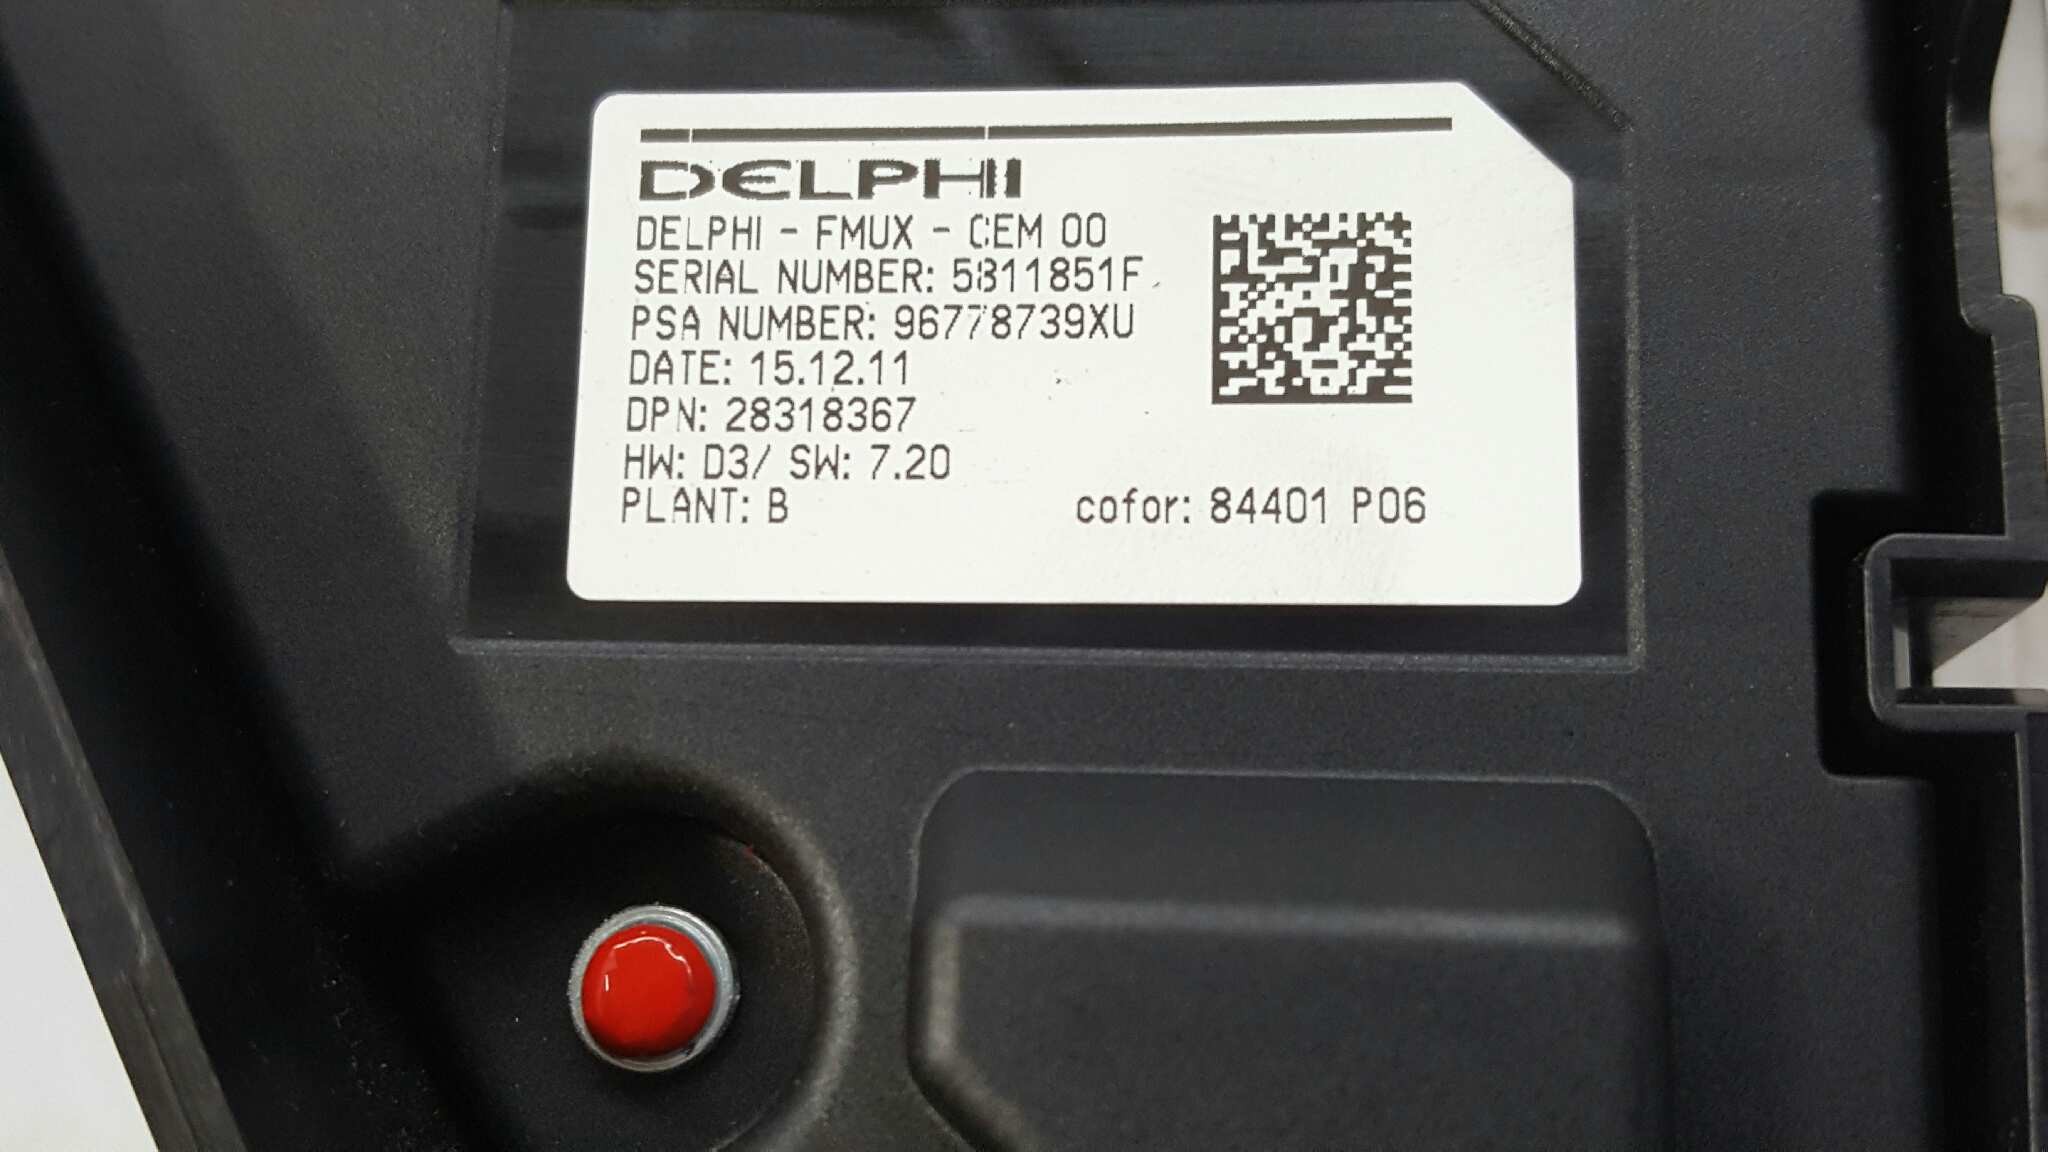 DELPHI
DELPHI - FMUX - CEM 00
SERIAL NUMBER: 5811851F
PSA NUMBER: 96778739XU
DATE: 15.12.11
DPN: 28318367
HW: D3/ SW: 7.20
PLANT: B
cofor: 84401 P06